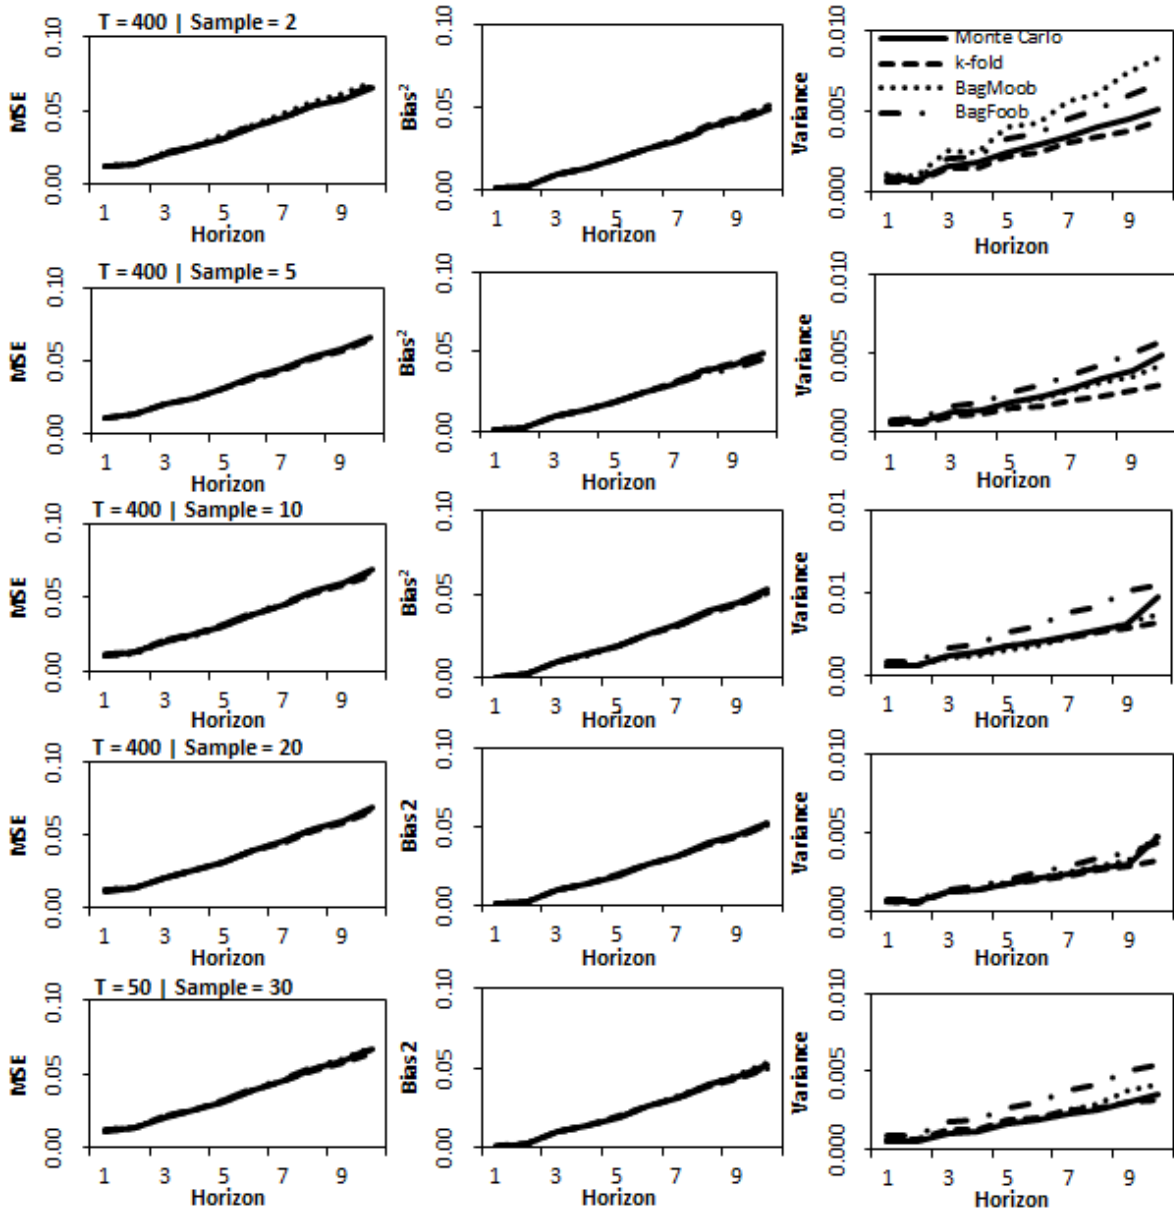 T = 400 | Sample = 2
MSE
0.10
0.05
0.00
1 3 5 7 9
Horizon
Bias²
0.10
0.05
0.00
1 3 5 7 9
Horizon
Variance
0.010
0.005
0.000
Monte Carlo
k-fold
BagMoob
BagFoob
1 3 5 7 9
Horizon
T = 400 | Sample = 5
MSE
0.10
0.05
0.00
1 3 5 7 9
Horizon
Bias²
0.10
0.05
0.00
1 3 5 7 9
Horizon
Variance
0.010
0.005
0.000
1 3 5 7 9
Horizon
T = 400 | Sample = 10
MSE
0.10
0.05
0.00
1 3 5 7 9
Horizon
Bias²
0.10
0.05
0.00
1 3 5 7 9
Horizon
Variance
0.01
0.01
0.00
1 3 5 7 9
Horizon
T = 400 | Sample = 20
MSE
0.10
0.05
0.00
1 3 5 7 9
Horizon
Bias2
0.10
0.05
0.00
1 3 5 7 9
Horizon
Variance
0.010
0.005
0.000
1 3 5 7 9
Horizon
T = 50 | Sample = 30
MSE
0.10
0.05
0.00
1 3 5 7 9
Horizon
Bias2
0.10
0.05
0.00
1 3 5 7 9
Horizon
Variance
0.010
0.005
0.000
1 3 5 7 9
Horizon